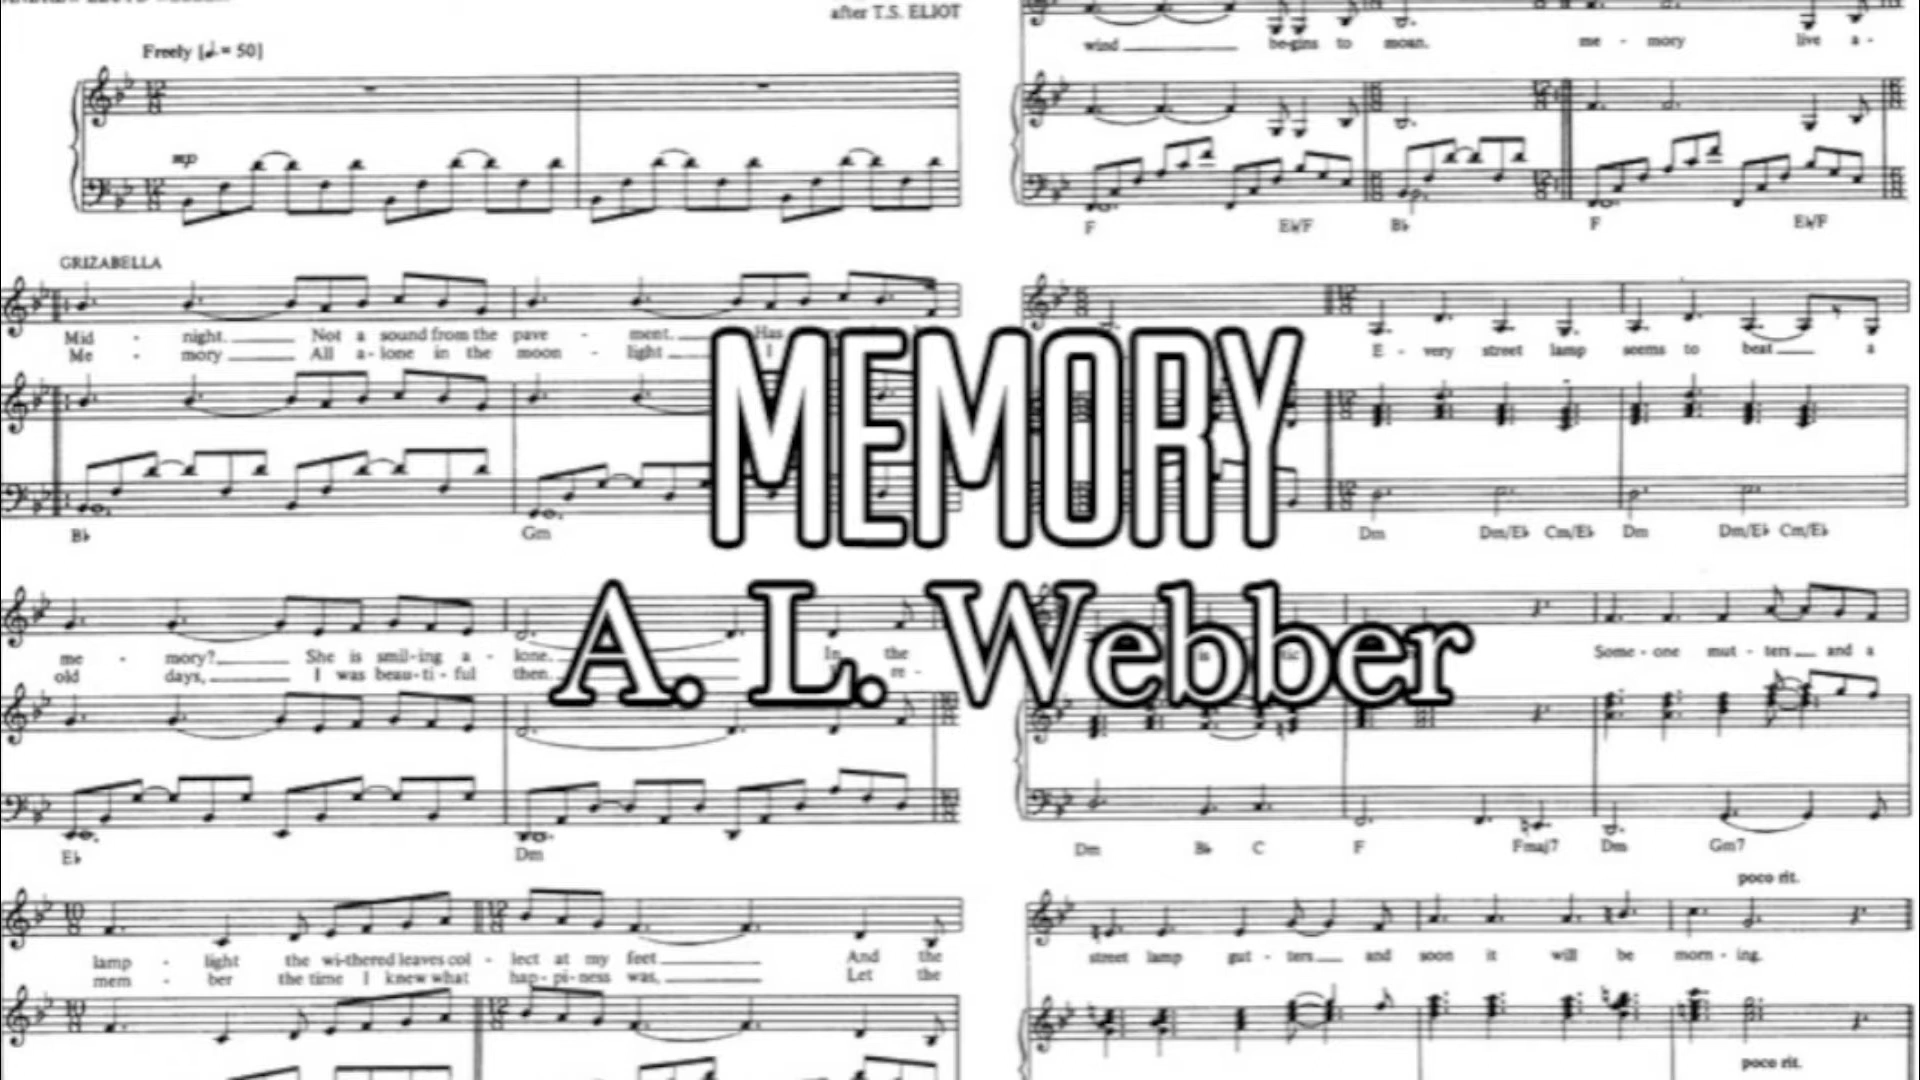 after T.S. ELIOT
Freely [♩. = 50]
mp
GRIZABELLA
Mid - night. Not a sound from the pave - ment. Has
Me - mory All a - lone in the moon - light I
B♭ Gm
me - mory? She is smil - ing a - lone. In the
old days, I was beau - ti - ful then. re -
E♭ Dm
lamp - light the wi - thered leaves col - lect at my feet And the
mem - ber the time I knew what hap - pi - ness was, Let the
wind begins to moan. me - mory live a -
F E♭/F B♭ F E♭/F
E - very street lamp seems to beat a
Dm Dm/E♭ Cm/E♭ Dm Dm/E♭ Cm/E♭
MEMORY
A. L. Webber
Some - one mut - ters and a
Dm B♭ C F Fmaj7 Dm Gm7
poco rit.
street lamp gut - ters and soon it will be morn - ing.
poco rit.